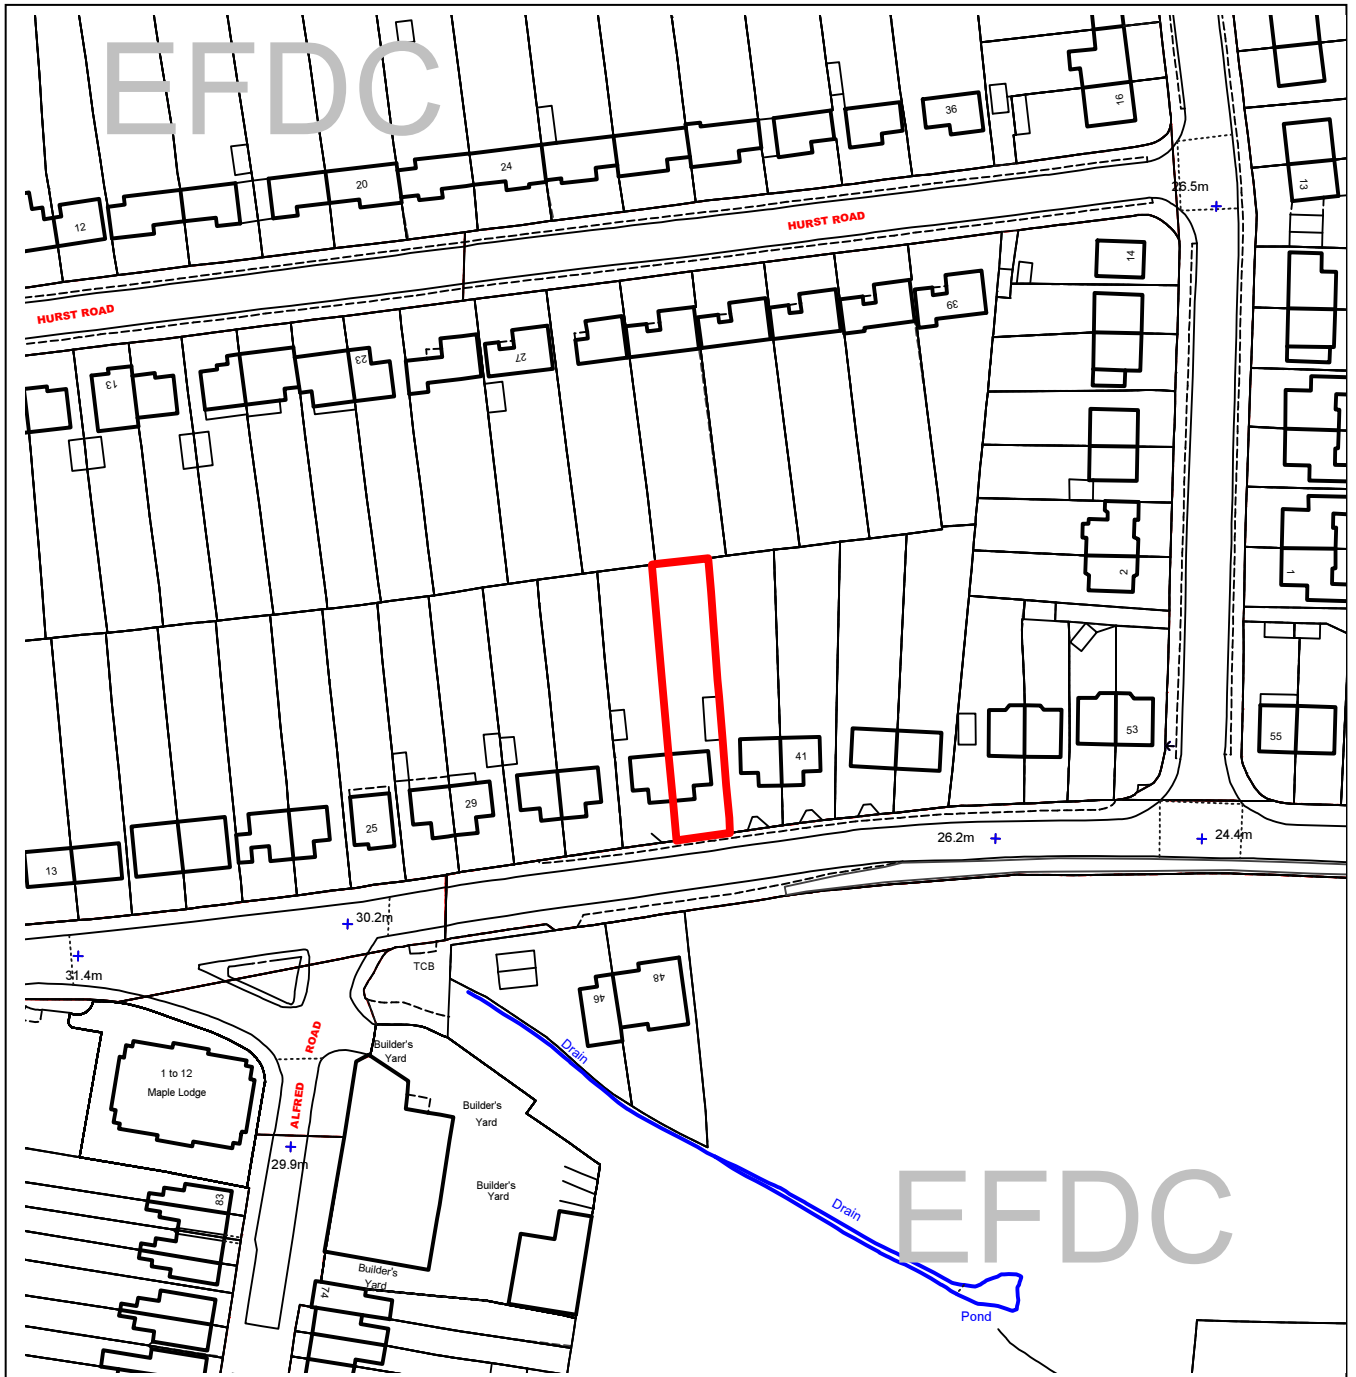 EFDC
16
36
24
20
12
13
26.5m
HURST ROAD
14
HURST ROAD
39
27
23
13
2
1
53
55
41
29
25
13
26.2m
24.4m
30.2m
31.4m
TCB
48
46
ROAD
ALFRED
Builder's
Yard
Drain
1 to 12
Maple Lodge
Builder's
Yard
29.9m
Builder's
Yard
83
Drain
EFDC
Builder's
Yard
74
Pond